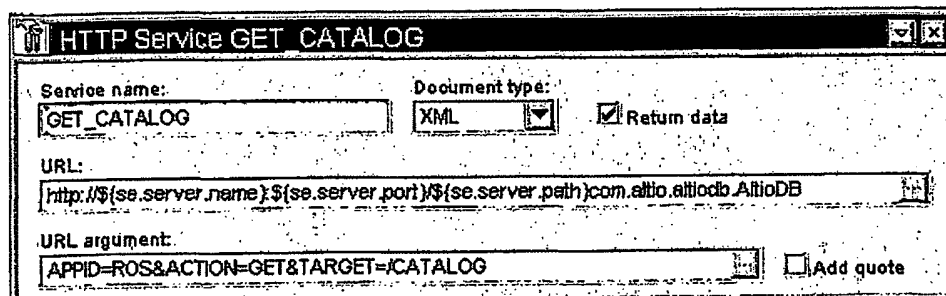 HTTP Service GET_CATALOG
Service name: Document type:
GET_CATALOG XML Return data
URL:
http://${se.server.name}:${se.server.port}/${se.server.path}com.altio.altiodb.AltioDB
URL argument:
APPID=ROS&ACTION=GET&TARGET=/CATALOG Add quote